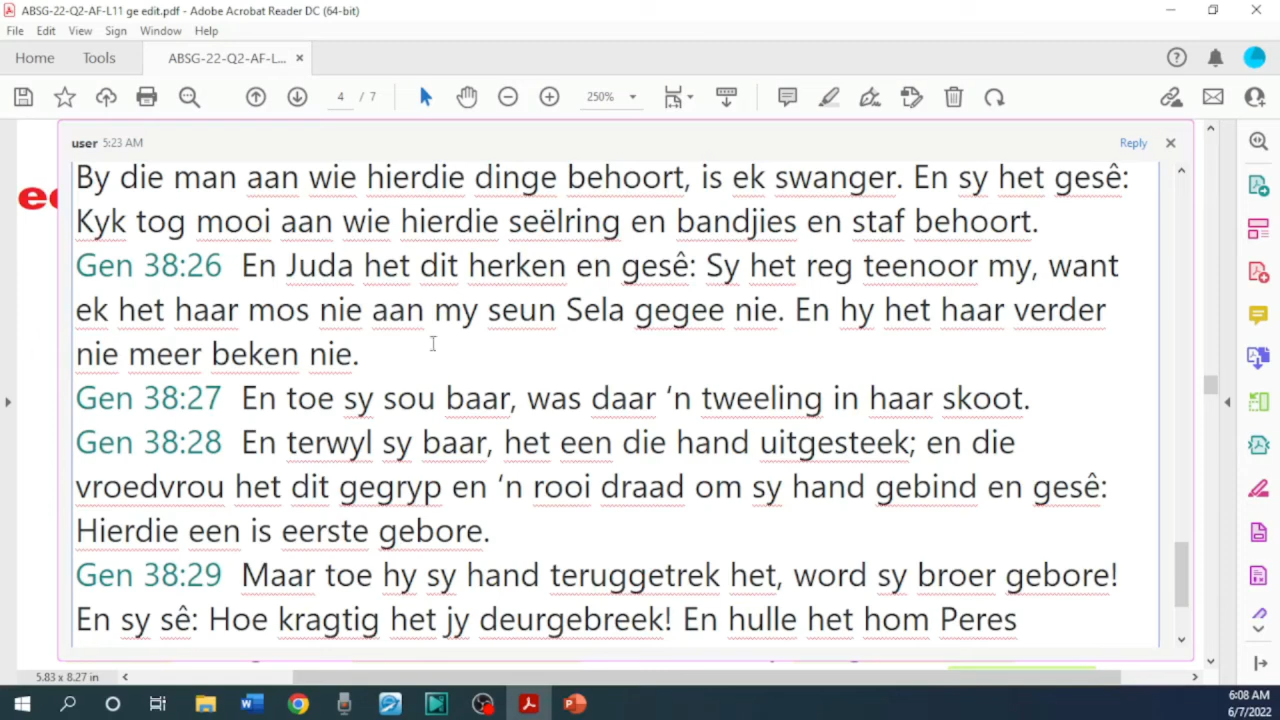 ABSG-22-Q2-AF-L11 ge edit.pdf - Adobe Acrobat Reader DC (64-bit)
File Edit View Sign Window Help
Home Tools ABSG-22-Q2-AF-L...
4 / 7 250%
user 5:23 AM Reply
By die man aan wie hierdie dinge behoort, is ek swanger. En sy het gesê:
Kyk tog mooi aan wie hierdie seëlring en bandjies en staf behoort.
Gen 38:26 En Juda het dit herken en gesê: Sy het reg teenoor my, want
ek het haar mos nie aan my seun Sela gegee nie. En hy het haar verder
nie meer beken nie.
Gen 38:27 En toe sy sou baar, was daar ‘n tweeling in haar skoot.
Gen 38:28 En terwyl sy baar, het een die hand uitgesteek; en die
vroedvrou het dit gegryp en ‘n rooi draad om sy hand gebind en gesê:
Hierdie een is eerste gebore.
Gen 38:29 Maar toe hy sy hand teruggetrek het, word sy broer gebore!
En sy sê: Hoe kragtig het jy deurgebreek! En hulle het hom Peres
5.83 x 8.27 in
6:08 AM
6/7/2022